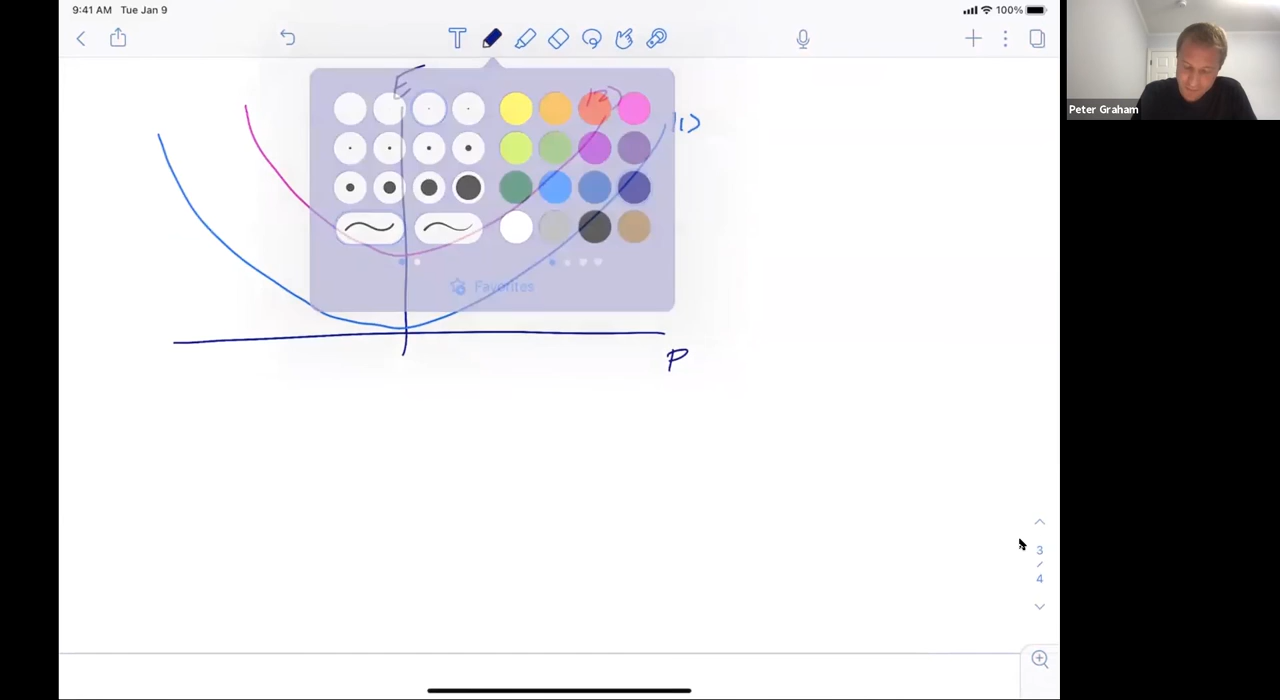 9:41 AM Tue Jan 9
100%
T
Peter Graham
E
|2>
|1>
Favorites
P
3
/
4